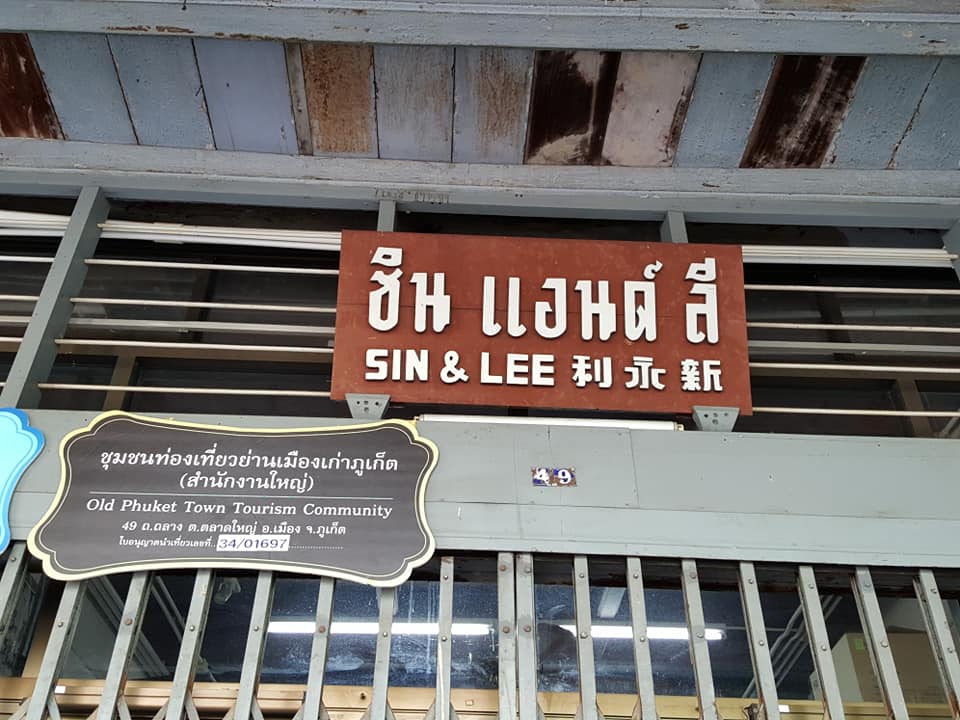 ชิน แอนด์ ลี
SIN & LEE 利永新
49
ชุมชนท่องเที่ยวย่านเมืองเก่าภูเก็ต
(สำนักงานใหญ่)
Old Phuket Town Tourism Community
49 ถ.ถลาง ต.ตลาดใหญ่ อ.เมือง จ.ภูเก็ต
ใบอนุญาตนำเที่ยวเลขที่..34/01697..................